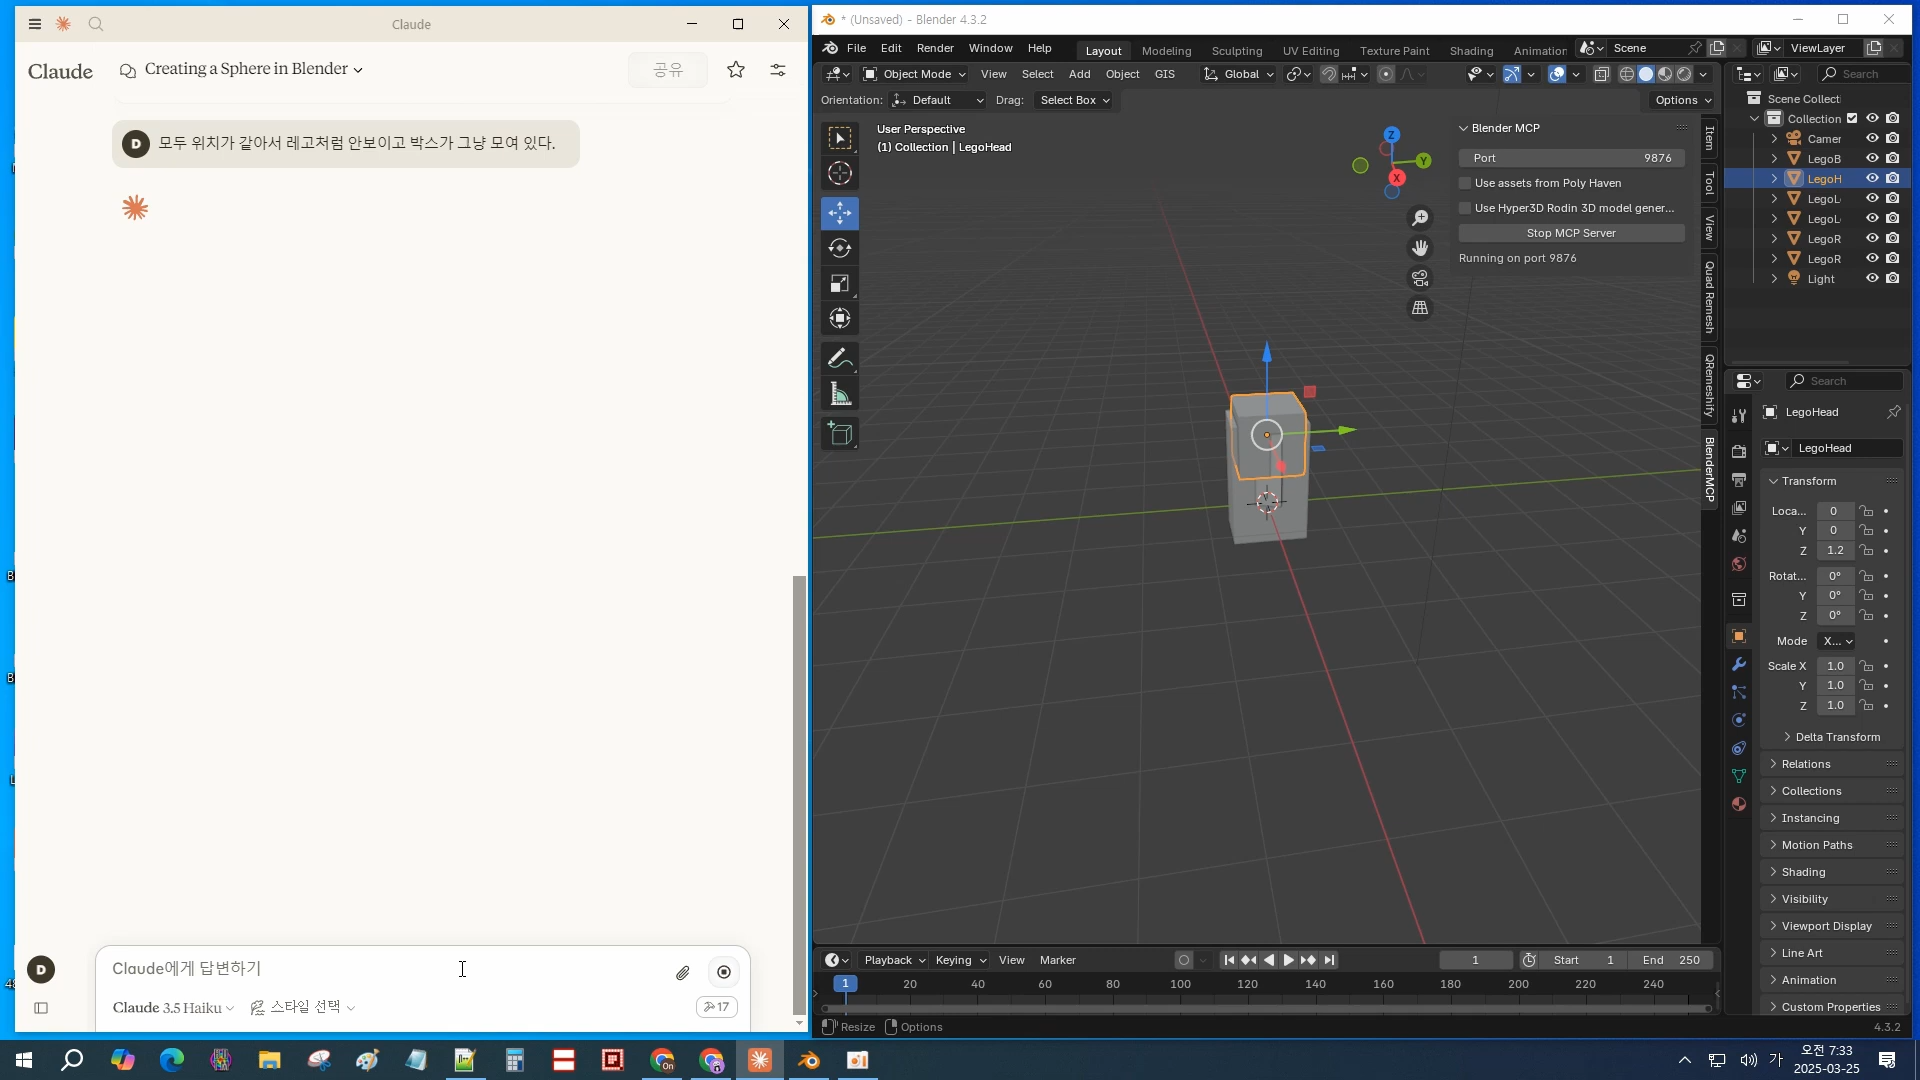 Claude
Claude
Creating a Sphere in Blender
공유
D
모두 위치가 같아서 레고처럼 안보이고 박스가 그냥 모여 있다.
Claude에게 답변하기
D
Claude 3.5 Haiku
스타일 선택
17
* (Unsaved) - Blender 4.3.2
File Edit Render Window Help
Layout Modeling Sculpting UV Editing Texture Paint Shading Animation
Scene
ViewLayer
Object Mode View Select Add Object GIS
Global
Search
Orientation: Default Drag: Select Box
Options
User Perspective
(1) Collection | LegoHead
Z
Y
X
Blender MCP
Port 9876
Use assets from Poly Haven
Use Hyper3D Rodin 3D model gener...
Stop MCP Server
Running on port 9876
Item
Tool
View
Quad Remesh
QRemeshify
BlenderMCP
Scene Collecti
Collection
Camer
LegoB
LegoH
LegoL
LegoL
LegoR
LegoR
Light
Search
LegoHead
LegoHead
Transform
Loca... 0
Y 0
Z 1.2
Rotat... 0°
Y 0°
Z 0°
Mode X...
Scale X 1.0
Y 1.0
Z 1.0
Delta Transform
Relations
Collections
Instancing
Motion Paths
Shading
Visibility
Viewport Display
Line Art
Animation
Custom Properties
Playback Keying View Marker
1
Start 1
End 250
1 20 40 60 80 100 120 140 160 180 200 220 240
Resize Options
4.3.2
On
가
오전 7:33
2025-03-25